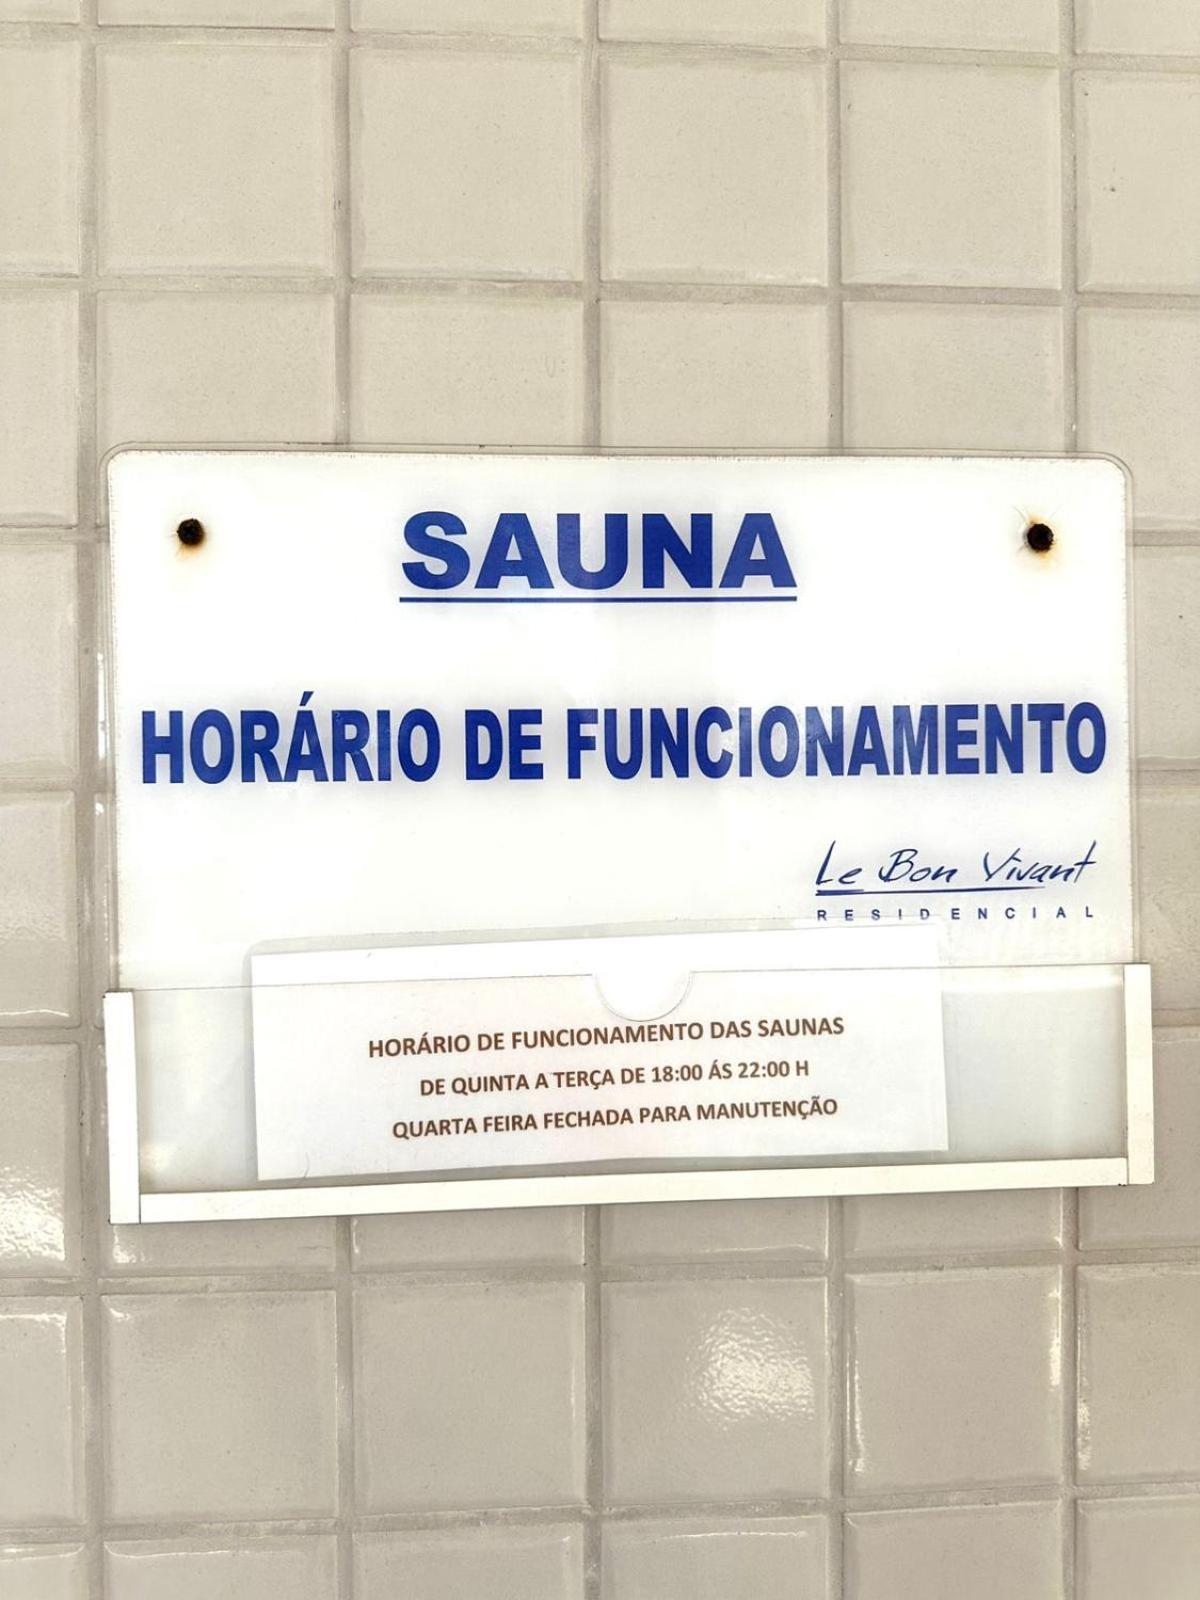 SAUNA
HORÁRIO DE FUNCIONAMENTO
Le Bon Vivant
RESIDENCIAL
HORÁRIO DE FUNCIONAMENTO DAS SAUNAS
DE QUINTA A TERÇA DE 18:00 ÁS 22:00 H
QUARTA FEIRA FECHADA PARA MANUTENÇÃO